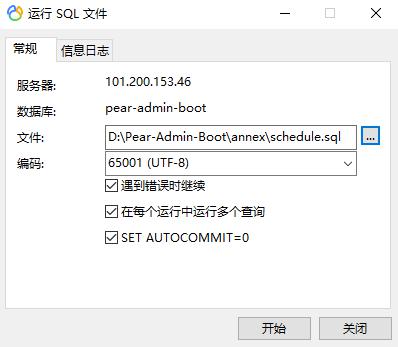 运行 SQL 文件
常规
信息日志
服务器:
101.200.153.46
数据库:
pear-admin-boot
文件:
D:\Pear-Admin-Boot\annex\schedule.sql
...
编码:
65001 (UTF-8)
遇到错误时继续
在每个运行中运行多个查询
SET AUTOCOMMIT=0
开始
关闭